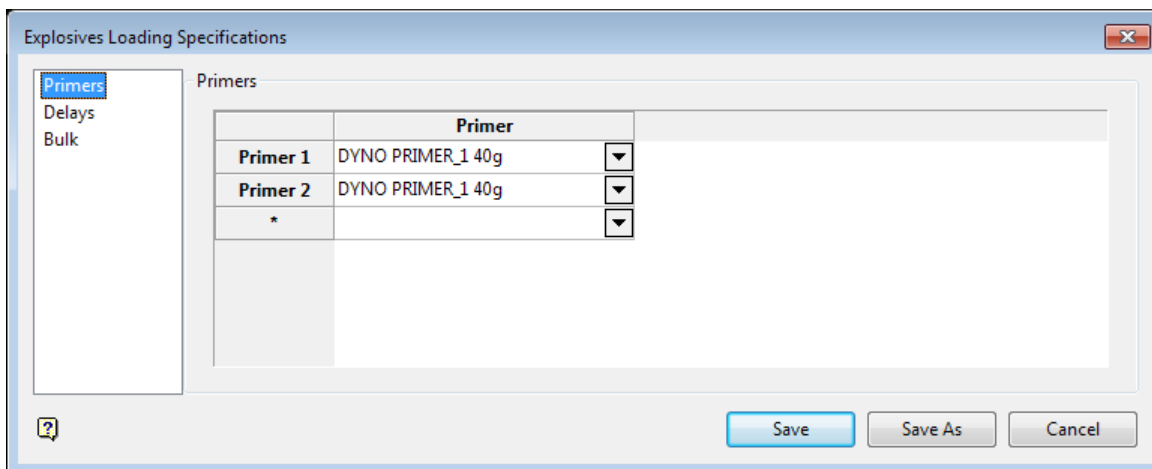 Explosives Loading Specifications
Primers
Delays
Bulk
Primers
Primer
Primer 1 DYNO PRIMER_1 40g
Primer 2 DYNO PRIMER_1 40g
*
Save Save As Cancel